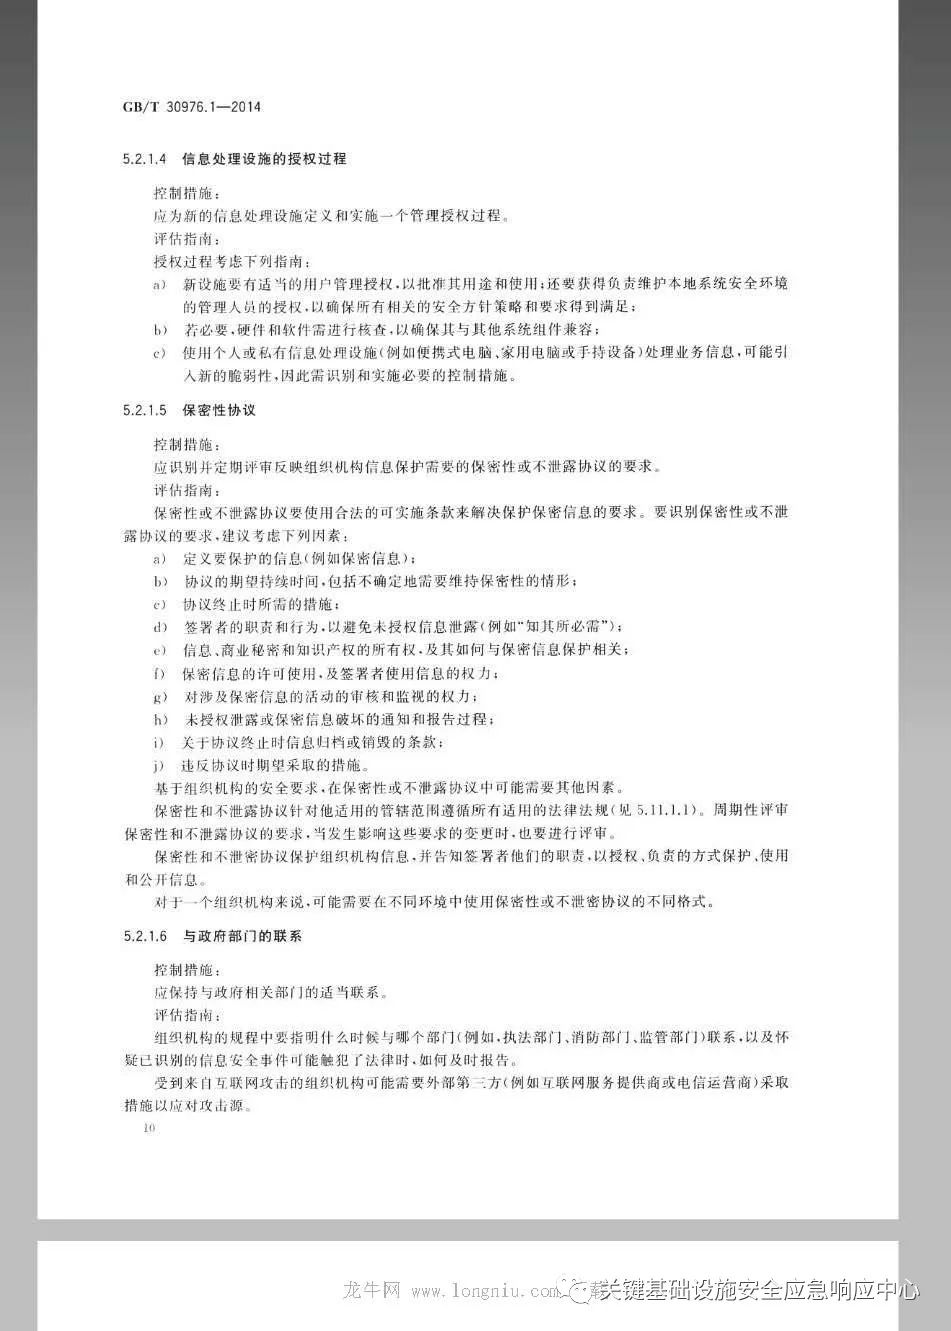 GB/T 30976.1—2014
5.2.1.4 信息处理设施的授权过程
控制措施：
应为新的信息处理设施定义和实施一个管理授权过程。
评估指南：
授权过程考虑下列指南：
a) 新设施要有适当的用户管理授权，以批准其用途和使用；还要获得负责维护本地系统安全环境
的管理人员的授权，以确保所有相关的安全方针策略和要求得到满足；
b) 若必要，硬件和软件需进行核查，以确保其与其他系统组件兼容；
c) 使用个人或私有信息处理设施（例如便携式电脑、家用电脑或手持设备）处理业务信息，可能引
入新的脆弱性，因此需识别和实施必要的控制措施。
5.2.1.5 保密性协议
控制措施：
应识别并定期评审反映组织机构信息保护需要的保密性或不泄露协议的要求。
评估指南：
保密性或不泄露协议要使用合法的可实施条款来解决保护保密信息的要求。要识别保密性或不泄
露协议的要求，建议考虑下列因素：
a) 定义要保护的信息（例如保密信息）；
b) 协议的期望持续时间，包括不确定地需要维持保密性的情形；
c) 协议终止时所需的措施；
d) 签署者的职责和行为，以避免未授权信息泄露（例如“知其所必需”）；
e) 信息、商业秘密和知识产权的所有权，及其如何与保密信息保护相关；
f) 保密信息的许可使用，及签署者使用信息的权力；
g) 对涉及保密信息的活动的审核和监视的权力；
h) 未授权泄露或保密信息破坏的通知和报告过程；
i) 关于协议终止时信息归档或销毁的条款；
j) 违反协议时期望采取的措施。
基于组织机构的安全要求，在保密性或不泄露协议中可能需要其他因素。
保密性和不泄露协议针对他适用的管辖范围遵循所有适用的法律法规（见 5.11.1.1）。周期性评审
保密性和不泄露协议的要求，当发生影响这些要求的变更时，也要进行评审。
保密性和不泄密协议保护组织机构信息，并告知签署者他们的职责，以授权、负责的方式保护、使用
和公开信息。
对于一个组织机构来说，可能需要在不同环境中使用保密性或不泄密协议的不同格式。
5.2.1.6 与政府部门的联系
控制措施：
应保持与政府相关部门的适当联系。
评估指南：
组织机构的规程中要指明什么时候与哪个部门（例如，执法部门、消防部门、监管部门）联系，以及怀
疑已识别的信息安全事件可能触犯了法律时，如何及时报告。
受到来自互联网攻击的组织机构可能需要外部第三方（例如互联网服务提供商或电信运营商）采取
措施以应对攻击源。
10
龙牛网 www.longniu.com
关键基础设施安全应急响应中心